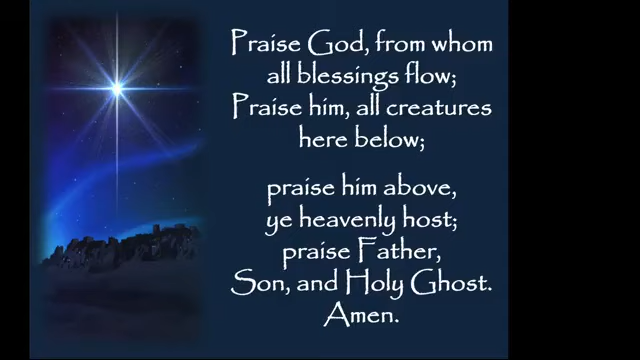 Praise God, from whom
all blessings flow;
Praise him, all creatures
here below;
praise him above,
ye heavenly host;
praise Father,
Son, and Holy Ghost.
Amen.